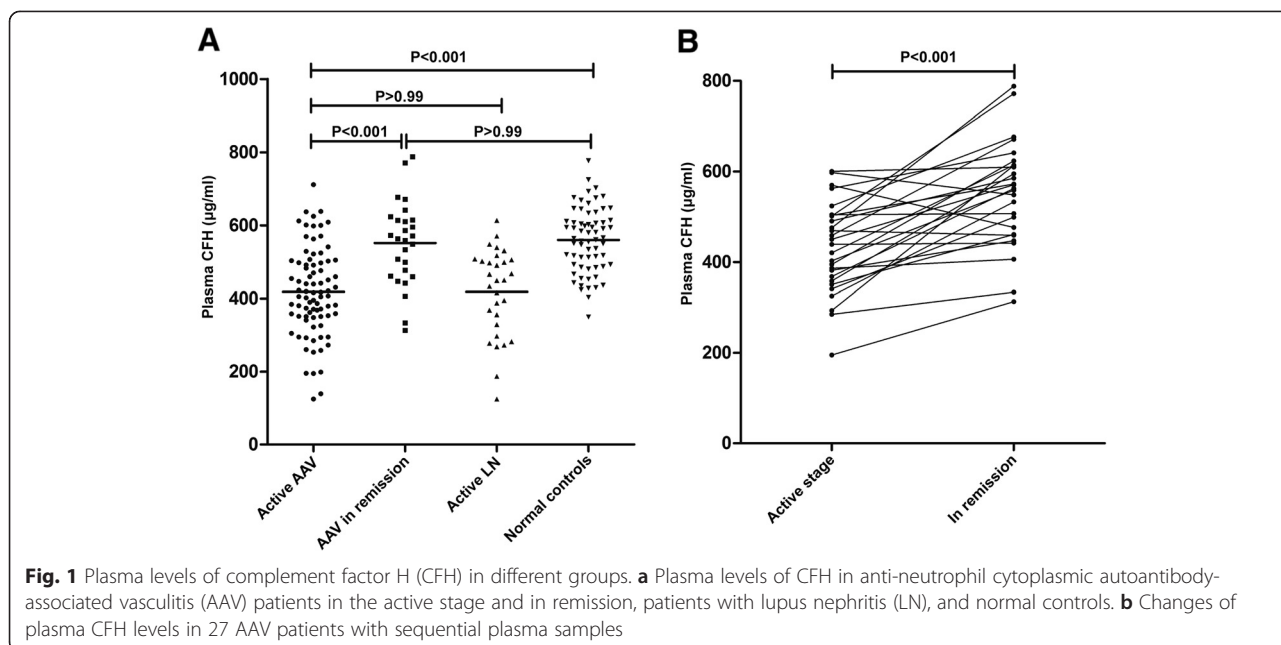 A
P<0.001
P>0.99
P<0.001
P>0.99
Plasma CFH (µg/ml)
1000
800
600
400
200
0
Active AAV
AAV in remission
Active LN
Normal controls
B
P<0.001
Plasma CFH (µg/ml)
800
600
400
200
0
Active stage
In remission
Fig. 1 Plasma levels of complement factor H (CFH) in different groups. a Plasma levels of CFH in anti-neutrophil cytoplasmic autoantibody-
associated vasculitis (AAV) patients in the active stage and in remission, patients with lupus nephritis (LN), and normal controls. b Changes of
plasma CFH levels in 27 AAV patients with sequential plasma samples